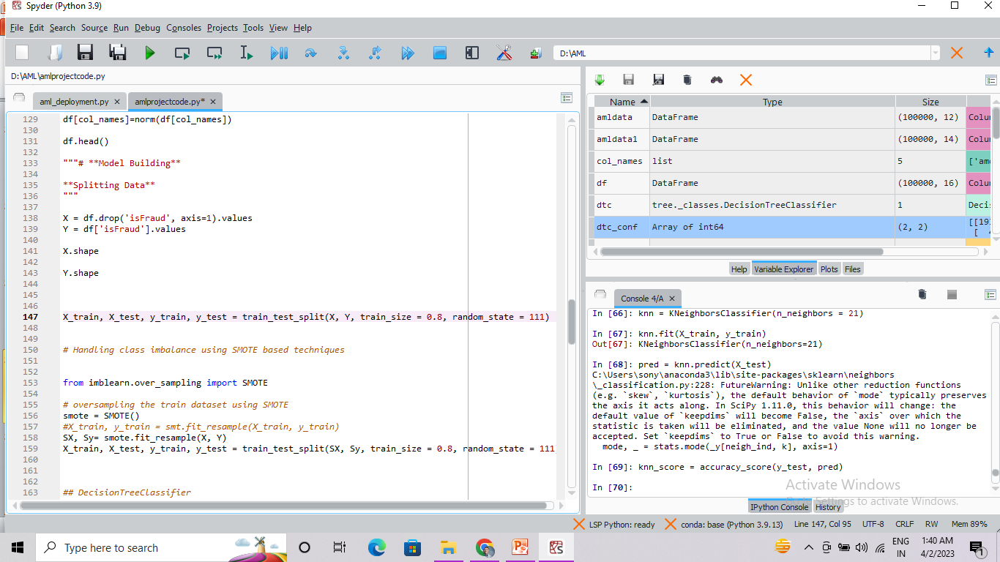 Spyder (Python 3.9)
File Edit Search Source Run Debug Consoles Projects Tools View Help
D:\AML
D:\AML\amlprojectcode.py
aml_deployment.py
amlprojectcode.py*
129 df[col_names]=norm(df[col_names])
130
131 df.head()
132
133 """# **Model Building**
134
135 **Splitting Data**
136 """
137
138 X = df.drop('isFraud', axis=1).values
139 Y = df['isFraud'].values
140
141 X.shape
142
143 Y.shape
144
145
146
147 X_train, X_test, y_train, y_test = train_test_split(X, Y, train_size = 0.8, random_state = 111)
148
149
150 # Handling class imbalance using SMOTE based techniques
151
152
153 from imblearn.over_sampling import SMOTE
154
155 # oversampling the train dataset using SMOTE
156 smote = SMOTE()
157 #X_train, y_train = smt.fit_resample(X_train, y_train)
158 SX, Sy= smote.fit_resample(X, Y)
159 X_train, X_test, y_train, y_test = train_test_split(SX, Sy, train_size = 0.8, random_state = 111
160
161
162
163 ## DecisionTreeClassifier
Name Type Size
amldata DataFrame (100000, 12) Colu
amldata1 DataFrame (100000, 14) Colu
col_names list 5 ['am
df DataFrame (100000, 16) Colu
dtc tree._classes.DecisionTreeClassifier 1 Deci
dtc_conf Array of int64 (2, 2) [[19
[
Help Variable Explorer Plots Files
Console 4/A
In [66]: knn = KNeighborsClassifier(n_neighbors = 21)
In [67]: knn.fit(X_train, y_train)
Out[67]: KNeighborsClassifier(n_neighbors=21)
In [68]: pred = knn.predict(X_test)
C:\Users\sony\anaconda3\lib\site-packages\sklearn\neighbors
\_classification.py:228: FutureWarning: Unlike other reduction functions
(e.g. `skew`, `kurtosis`), the default behavior of `mode` typically preserves
the axis it acts along. In SciPy 1.11.0, this behavior will change: the
default value of `keepdims` will become False, the `axis` over which the
statistic is taken will be eliminated, and the value None will no longer be
accepted. Set `keepdims` to True or False to avoid this warning.
mode, _ = stats.mode(_y[neigh_ind, k], axis=1)
In [69]: knn_score = accuracy_score(y_test, pred)
In [70]:
Activate Windows
Settings to activate Windows.
IPython Console History
LSP Python: ready conda: base (Python 3.9.13) Line 147, Col 95 UTF-8 CRLF RW Mem 89%
Type here to search
ENG
IN
1:40 AM
4/2/2023
1